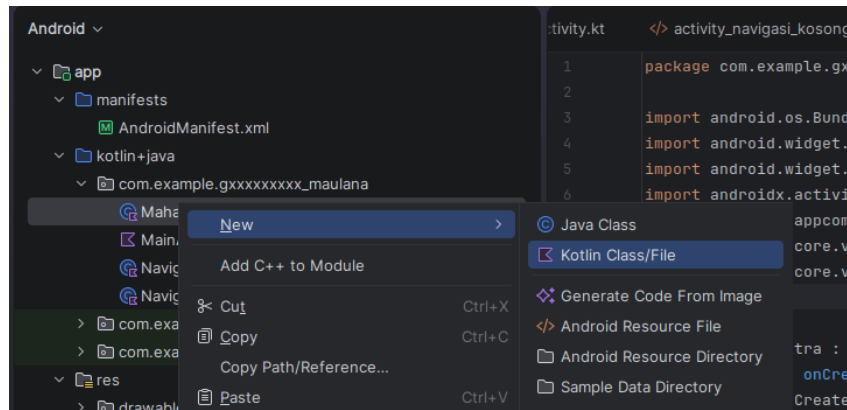 Android
app
manifests
AndroidManifest.xml
kotlin+java
com.example.gxxxxxxxxx_maulana
Maha
Main
Navig
Navig
com.exa
com.exa
res
drawabl
New
Add C++ to Module
Cut Ctrl+X
Copy Ctrl+C
Copy Path/Reference...
Paste Ctrl+V
Java Class
Kotlin Class/File
Generate Code From Image
Android Resource File
Android Resource Directory
Sample Data Directory
tivity.kt
</> activity_navigasi_kosong
1 package com.example.gx
2
3 import android.os.Bund
4 import android.widget.
5 import android.widget.
6 import androidx.activi
appcom
core.v
core.v
tra :
onCre
Create